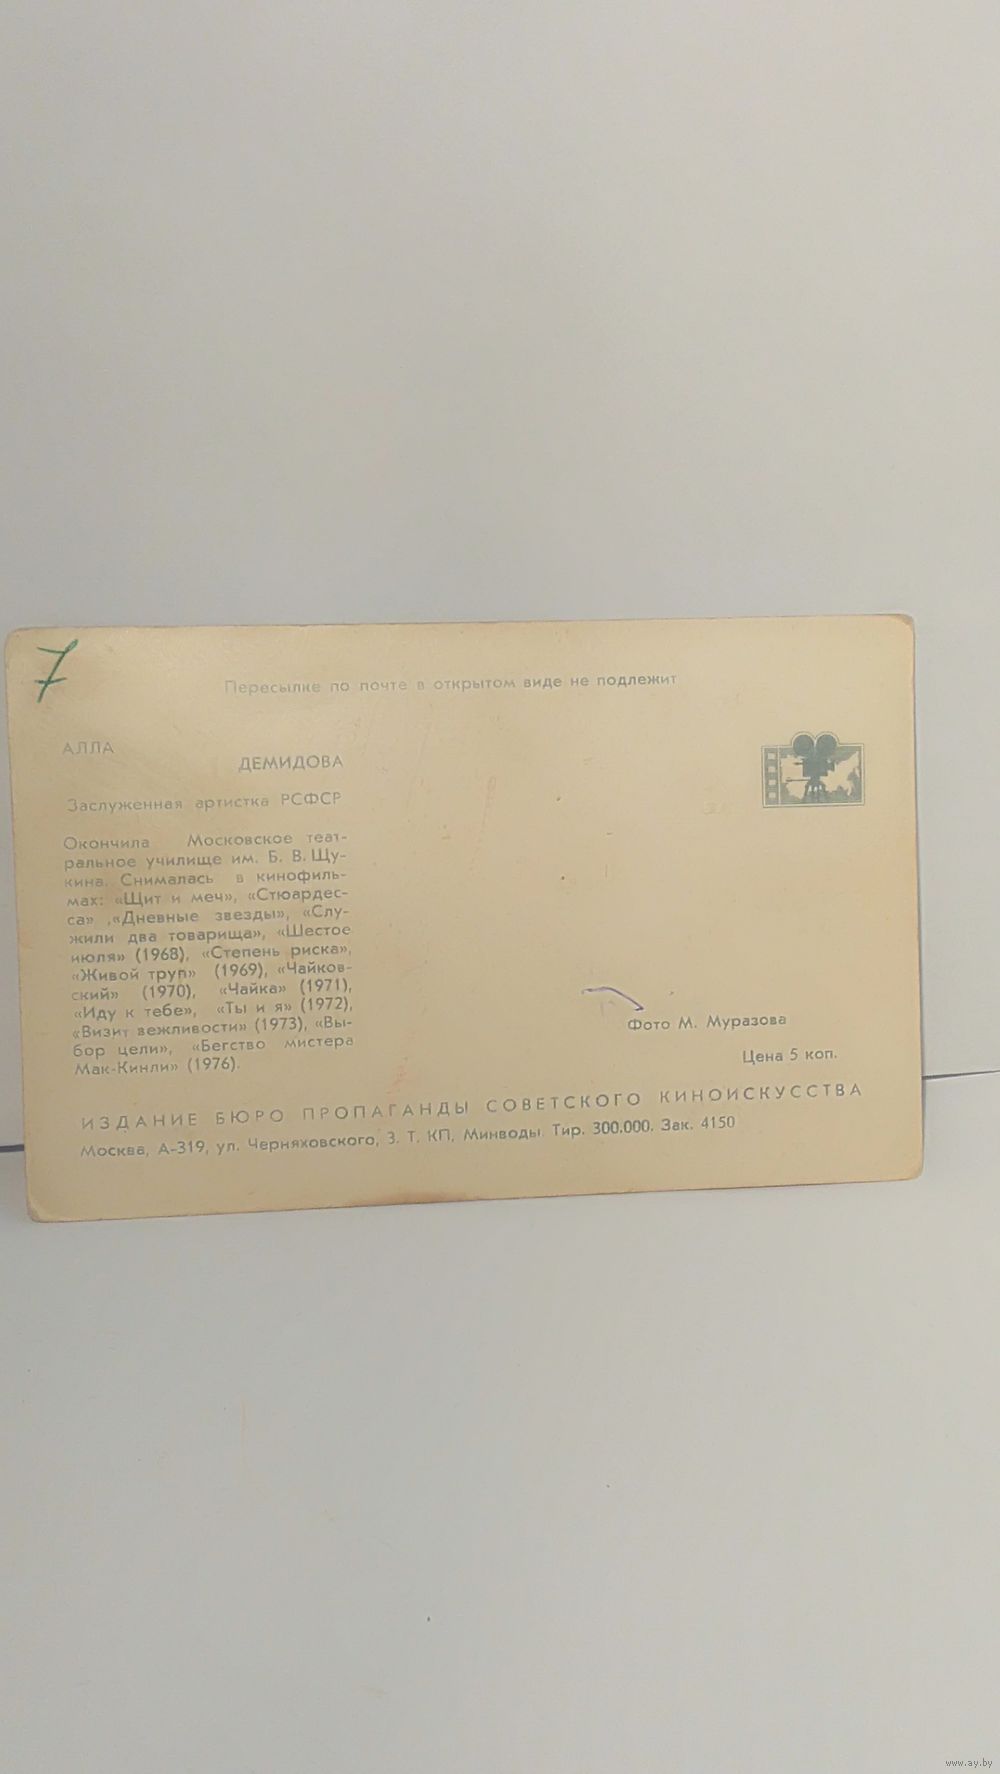 7
Пересылке по почте в открытом виде не подлежит
АЛЛА
ДЕМИДОВА
Заслуженная артистка РСФСР
Окончила Московское теат-
ральное училище им. Б. В. Щу-
кина. Снималась в кинофиль-
мах: «Щит и меч», «Стюардес-
са» ,«Дневные звезды», «Слу-
жили два товарища», «Шестое
июля» (1968), «Степень риска»,
«Живой труп» (1969), «Чайков-
ский» (1970), «Чайка» (1971),
«Иду к тебе», «Ты и я» (1972),
«Визит вежливости» (1973), «Вы-
бор цели», «Бегство мистера
Мак-Кинли» (1976).
Фото М. Муразова
Цена 5 коп.
ИЗДАНИЕ БЮРО ПРОПАГАНДЫ СОВЕТСКОГО КИНОИСКУССТВА
Москва, А-319, ул. Черняховского, 3. Т. КП, Минводы. Тир. 300.000. Зак. 4150
www.ay.by